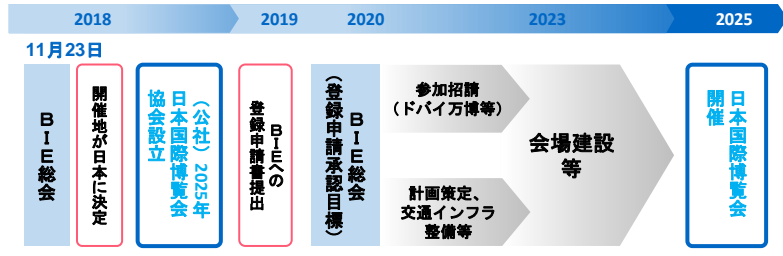 2018
2019
2020
2023
2025
11月23日
BIE総会
開催地が日本に決定
(公社)2025年
日本国際博覧会
協会設立
BIEへの
登録申請書提出
BIE総会
(登録申請承認目標)
参加招請
(ドバイ万博等)
計画策定、
交通インフラ
整備等
会場建設
等
日本国際博覧会
開催